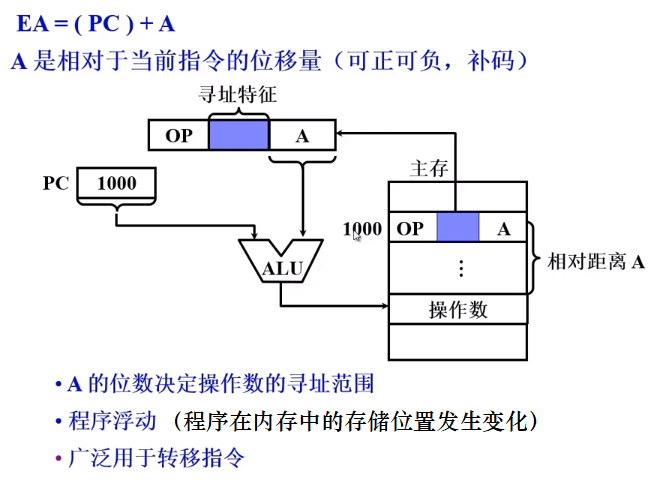 EA = ( PC ) + A
A 是相对于当前指令的位移量（可正可负，补码）
寻址特征
OP A
主存
PC 1000
1000 OP A
相对距离 A
ALU
⋮
操作数
• A 的位数决定操作数的寻址范围
• 程序浮动 （程序在内存中的存储位置发生变化）
• 广泛用于转移指令